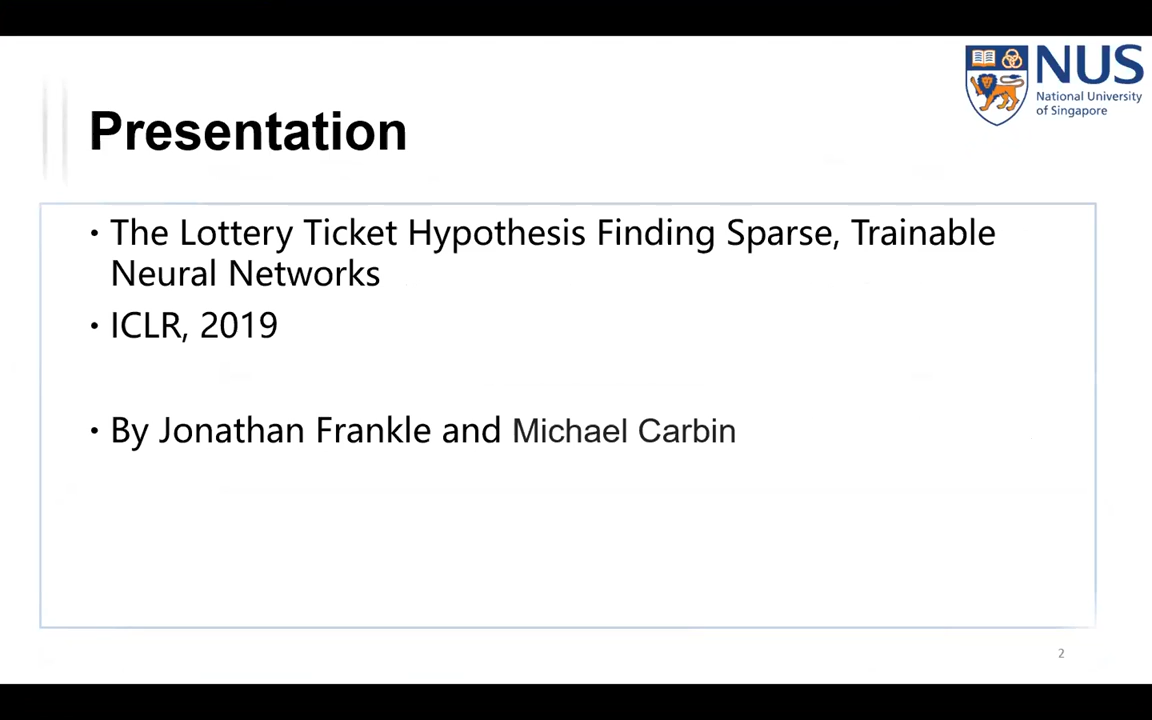 NUS
National University
of Singapore
Presentation
• The Lottery Ticket Hypothesis Finding Sparse, Trainable
Neural Networks
• ICLR, 2019
• By Jonathan Frankle and Michael Carbin
2